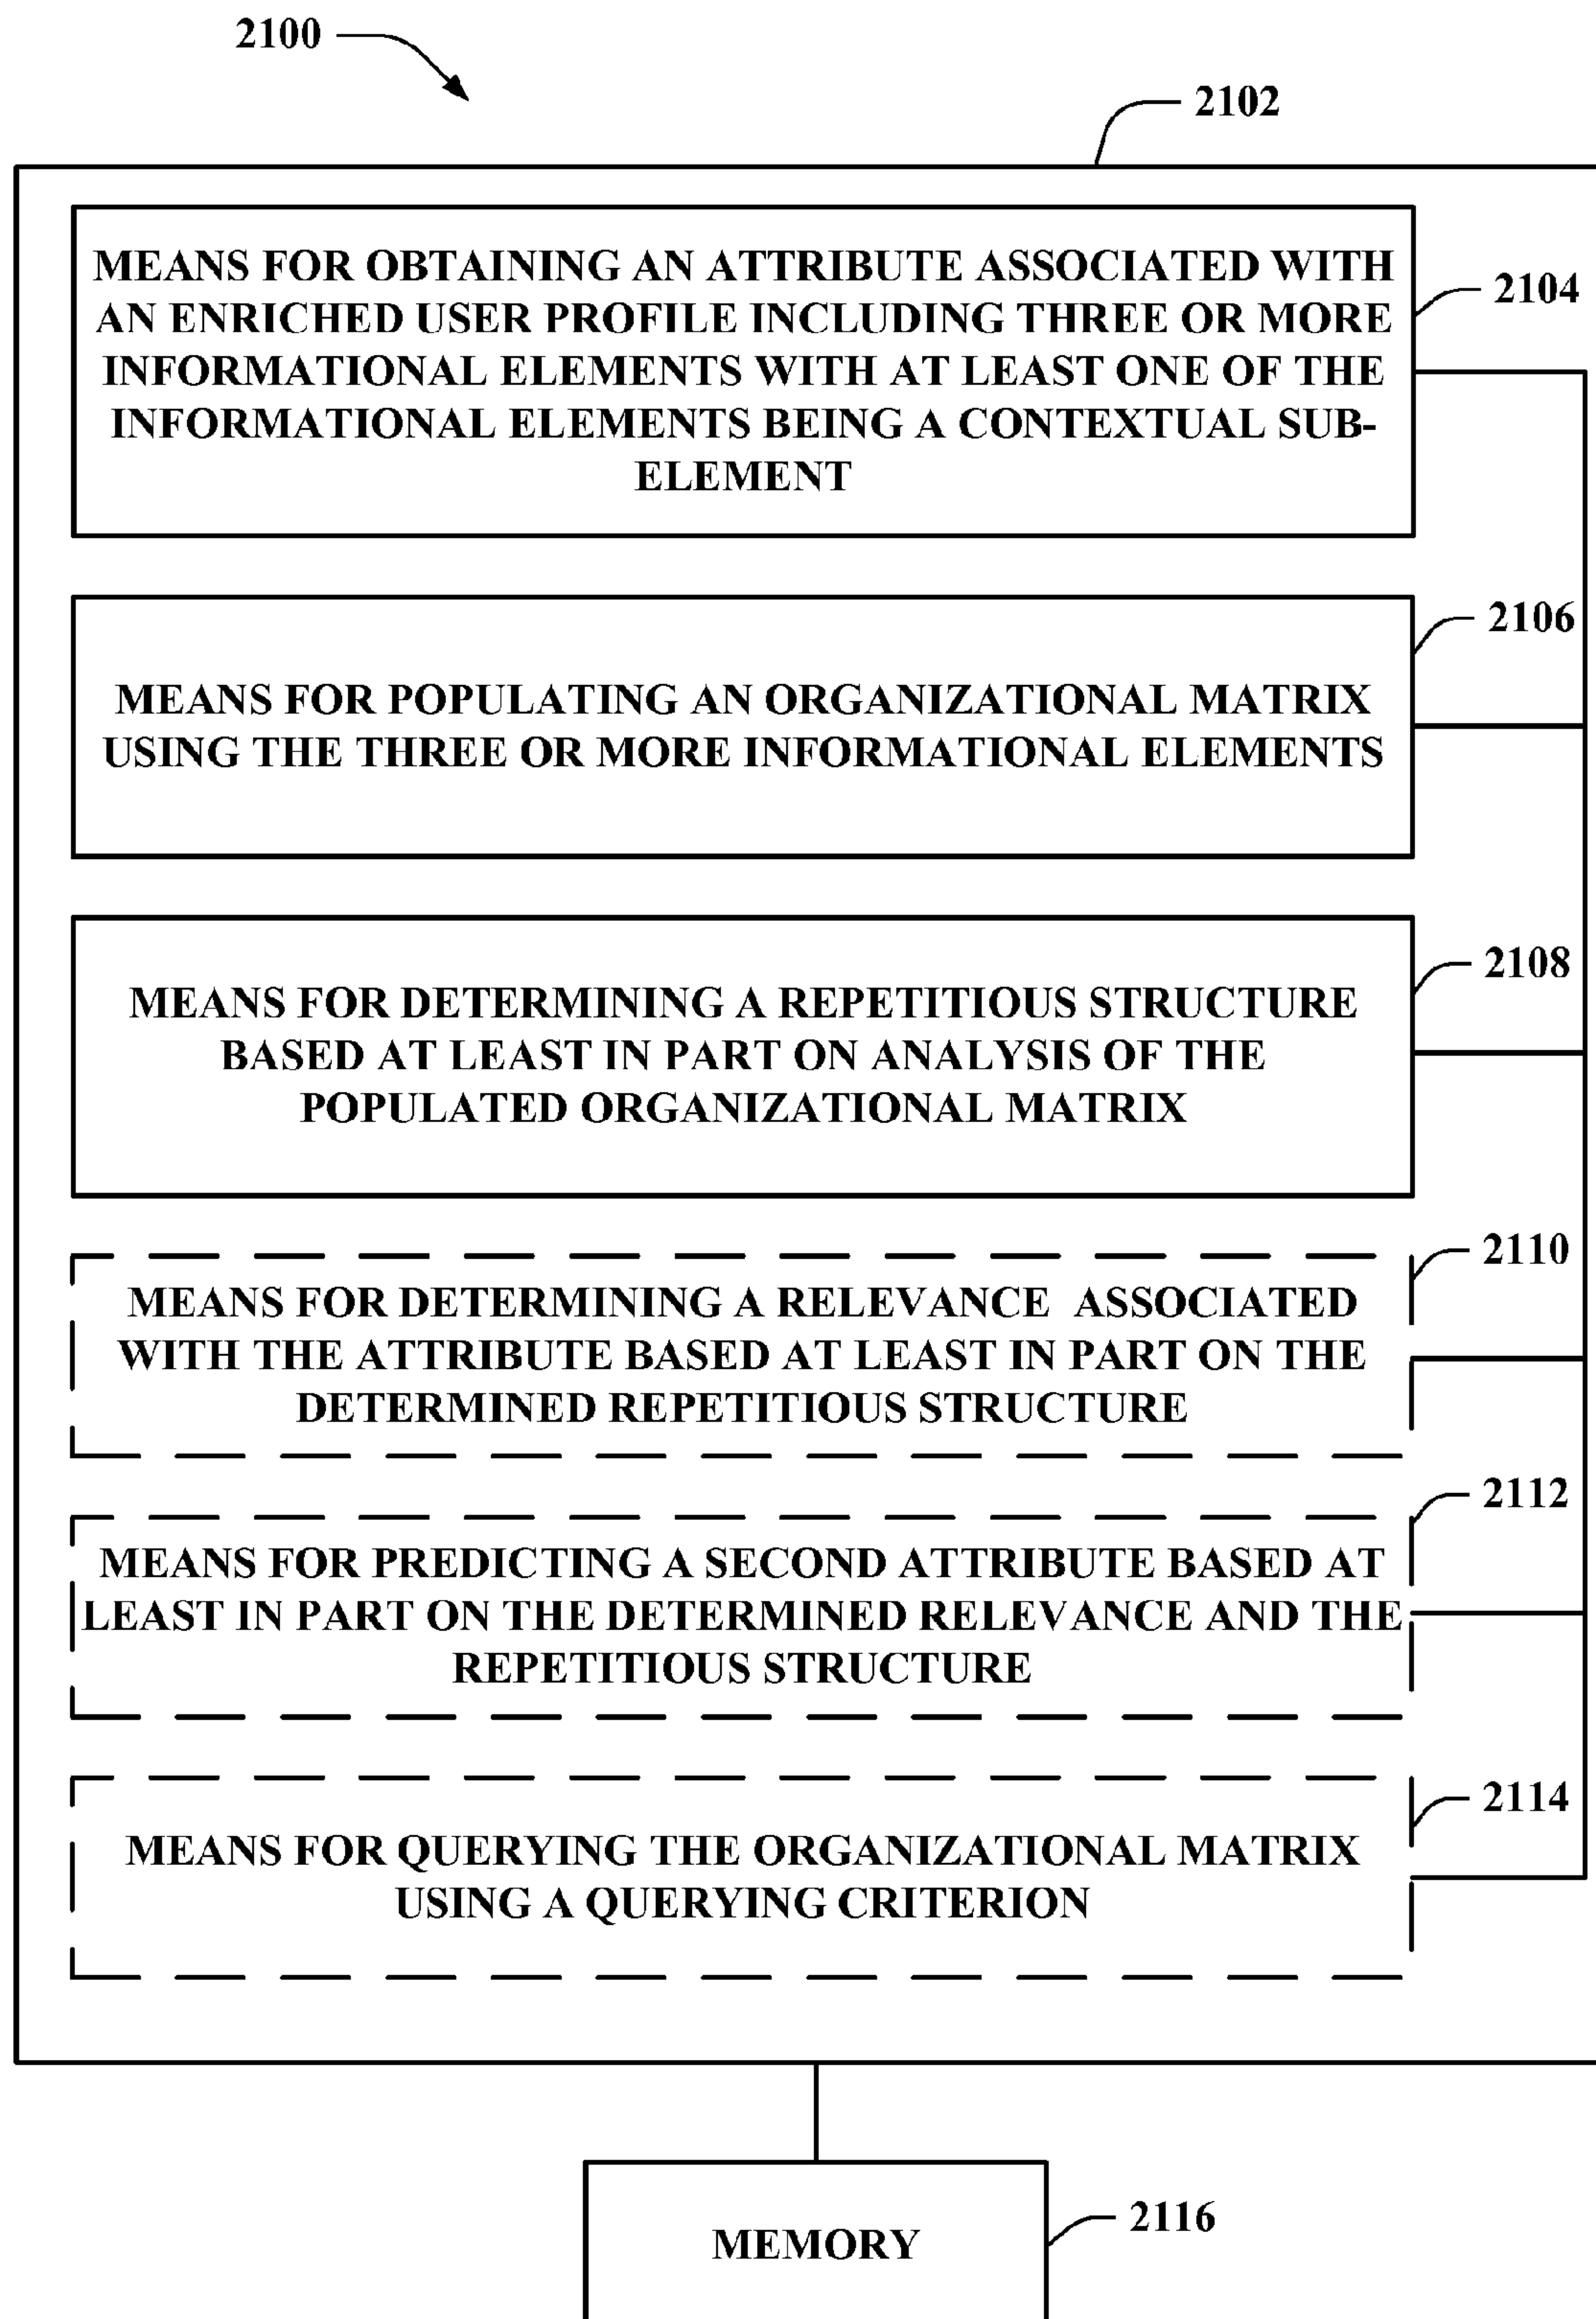 2100
2102
MEANS FOR OBTAINING AN ATTRIBUTE ASSOCIATED WITH
AN ENRICHED USER PROFILE INCLUDING THREE OR MORE
INFORMATIONAL ELEMENTS WITH AT LEAST ONE OF THE
INFORMATIONAL ELEMENTS BEING A CONTEXTUAL SUB-
ELEMENT
2104
2106
MEANS FOR POPULATING AN ORGANIZATIONAL MATRIX
USING THE THREE OR MORE INFORMATIONAL ELEMENTS
2108
MEANS FOR DETERMINING A REPETITIOUS STRUCTURE
BASED AT LEAST IN PART ON ANALYSIS OF THE
POPULATED ORGANIZATIONAL MATRIX
2110
MEANS FOR DETERMINING A RELEVANCE ASSOCIATED
WITH THE ATTRIBUTE BASED AT LEAST IN PART ON THE
DETERMINED REPETITIOUS STRUCTURE
2112
MEANS FOR PREDICTING A SECOND ATTRIBUTE BASED AT
LEAST IN PART ON THE DETERMINED RELEVANCE AND THE
REPETITIOUS STRUCTURE
2114
MEANS FOR QUERYING THE ORGANIZATIONAL MATRIX
USING A QUERYING CRITERION
MEMORY
2116